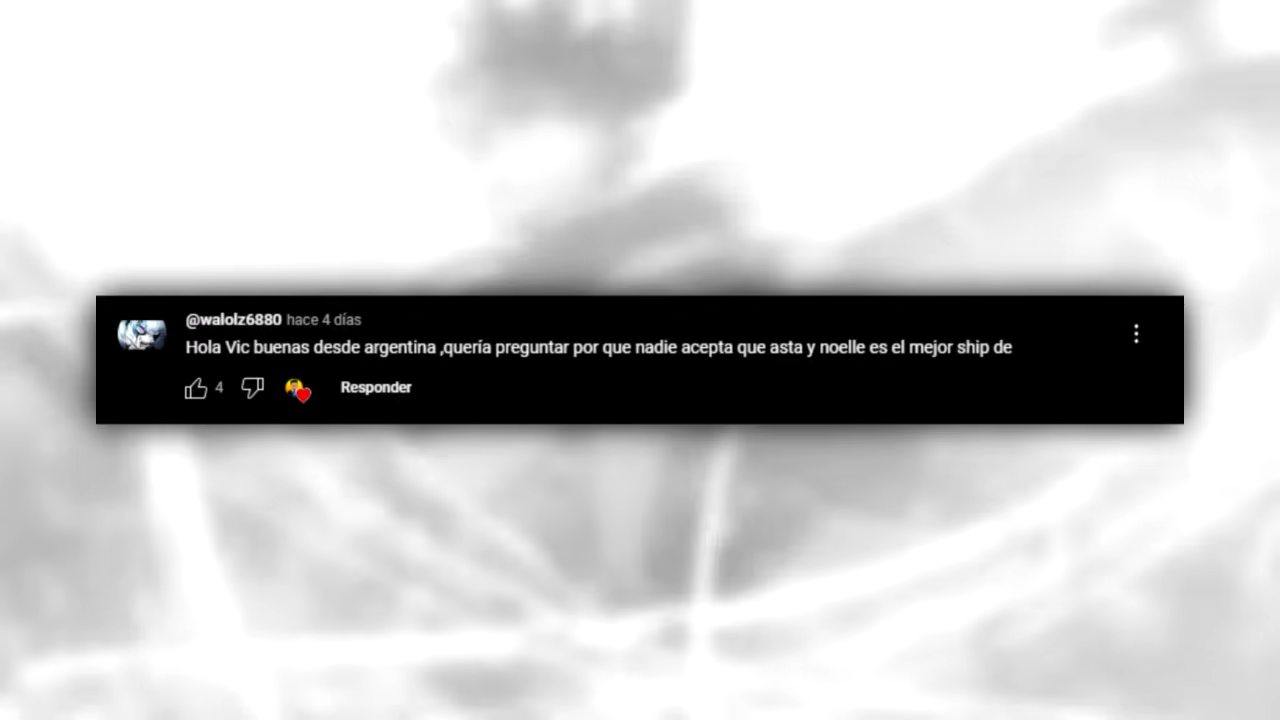 @walolz6880 hace 4 días
Hola Vic buenas desde argentina ,quería preguntar por que nadie acepta que asta y noelle es el mejor ship de
4 Responder